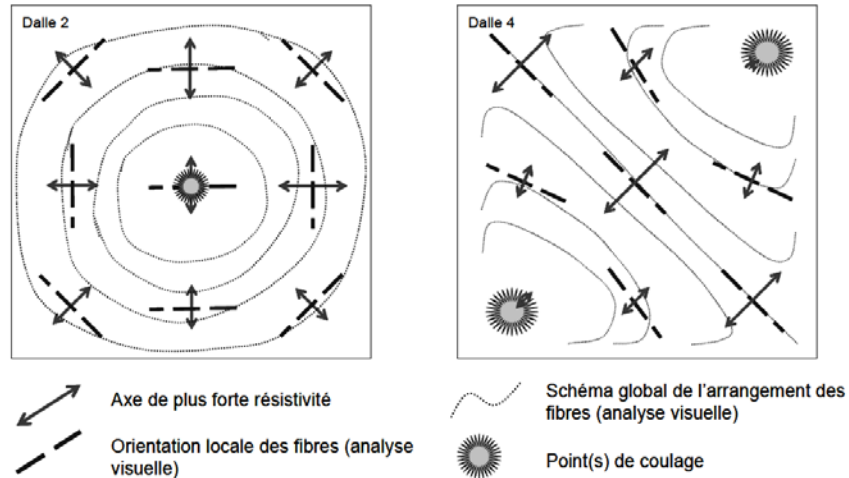 Dalle 2
Dalle 4
Axe de plus forte résistivité
Orientation locale des fibres (analyse
visuelle)
Schéma global de l'arrangement des
fibres (analyse visuelle)
Point(s) de coulage